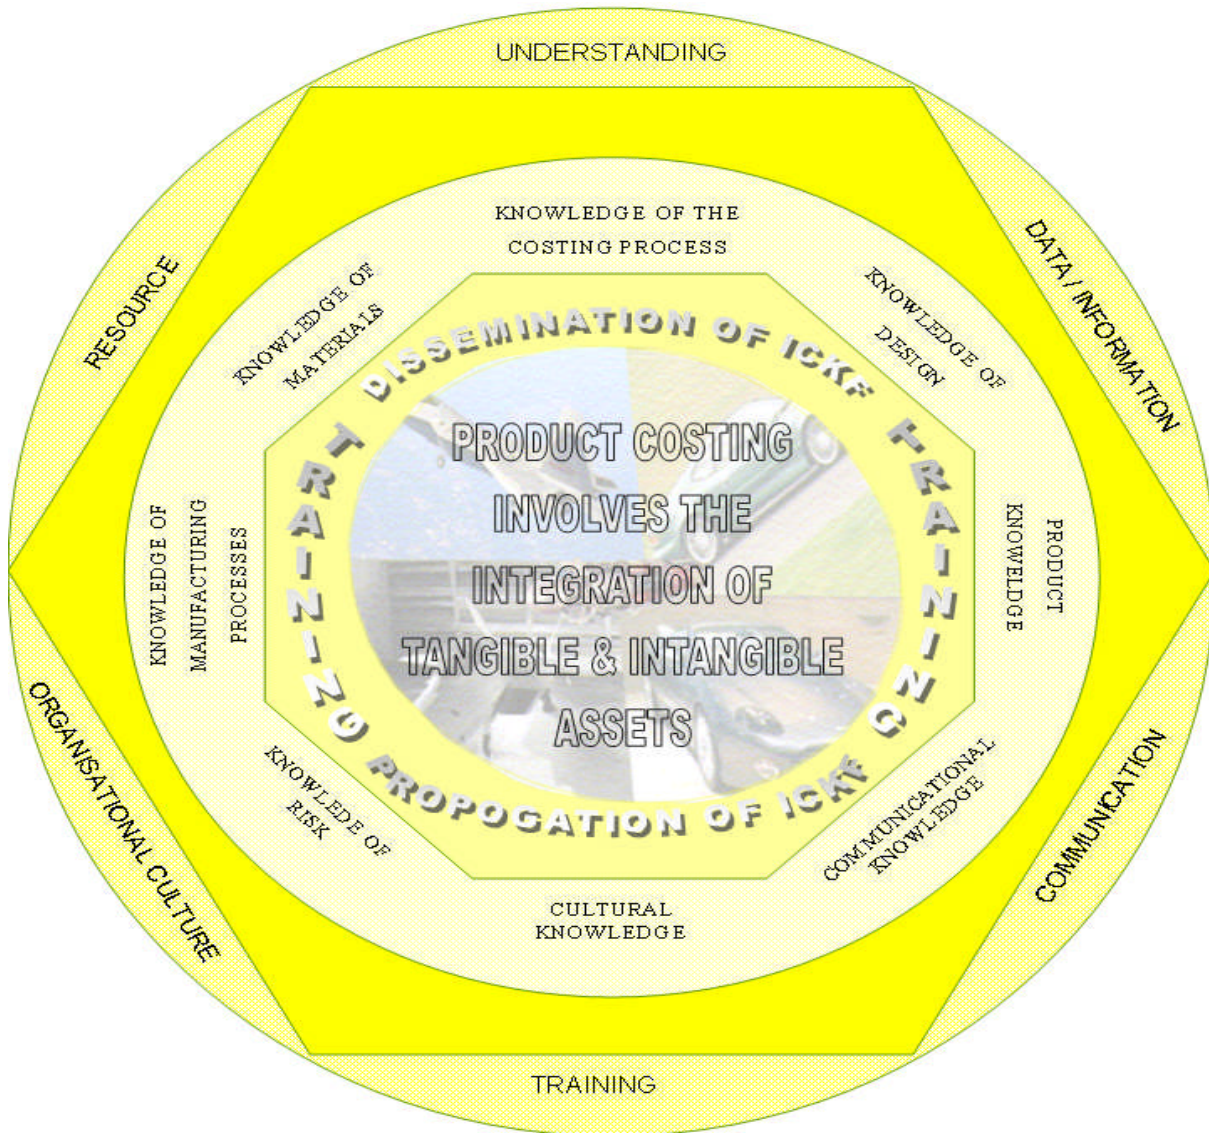 UNDERSTANDING
DATA / INFORMATION
COMMUNICATION
TRAINING
ORGANISATIONAL CULTURE
RESOURCE
KNOWLEDGE OF THE
COSTING PROCESS
KNOWLEDGE OF
DESIGN
PRODUCT
KNOWELDGE
COMMUNICATIONAL
KNOWLEDGE
CULTURAL
KNOWLEDGE
KNOWLEDE OF
RISK
KNOWLEDGE OF
MANUFACTURING
PROCESSES
KNOWLEDGE OF
MATERIALS
DISSEMINATION OF ICKF
TRAINING
PROPOGATION OF ICKF
TRAINING
PRODUCT COSTING
INVOLVES THE
INTEGRATION OF
TANGIBLE & INTANGIBLE
ASSETS